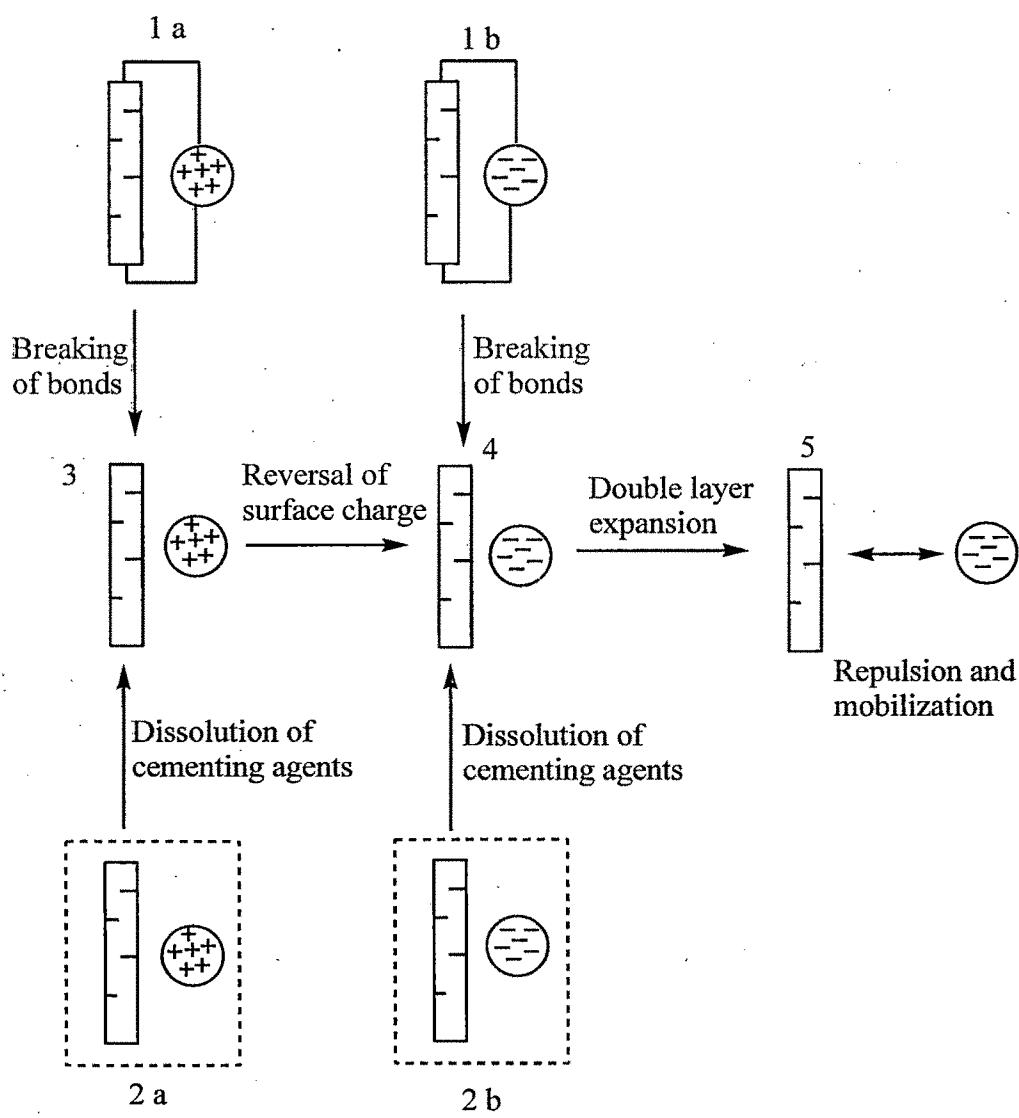 1 a
1 b
Breaking
of bonds
Breaking
of bonds
3
Reversal of
surface charge
4
Double layer
expansion
5
Repulsion and
mobilization
Dissolution of
cementing agents
Dissolution of
cementing agents
2 a
2 b